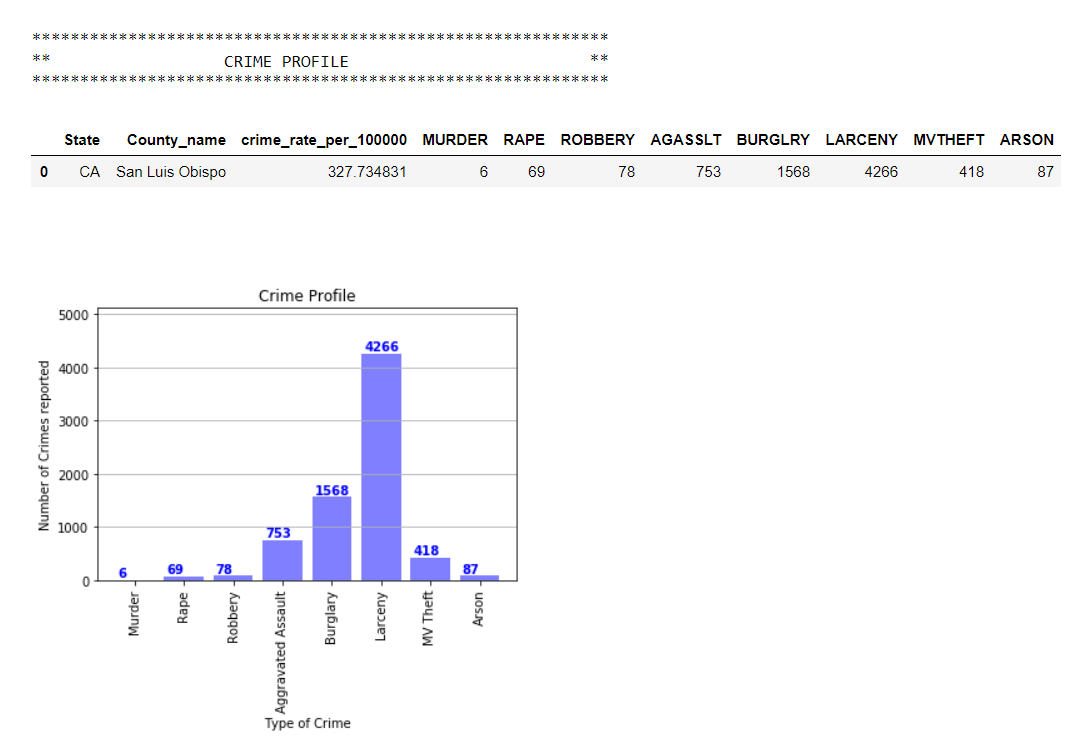 ************************************************************
** CRIME PROFILE **
************************************************************
State County_name crime_rate_per_100000 MURDER RAPE ROBBERY AGASSLT BURGLRY LARCENY MVTHEFT ARSON
0 CA San Luis Obispo 327.734831 6 69 78 753 1568 4266 418 87
Crime Profile
5000
4000
3000
2000
1000
0
Number of Crimes reported
6
69
78
753
1568
4266
418
87
Murder
Rape
Robbery
Aggravated Assault
Burglary
Larceny
MV Theft
Arson
Type of Crime